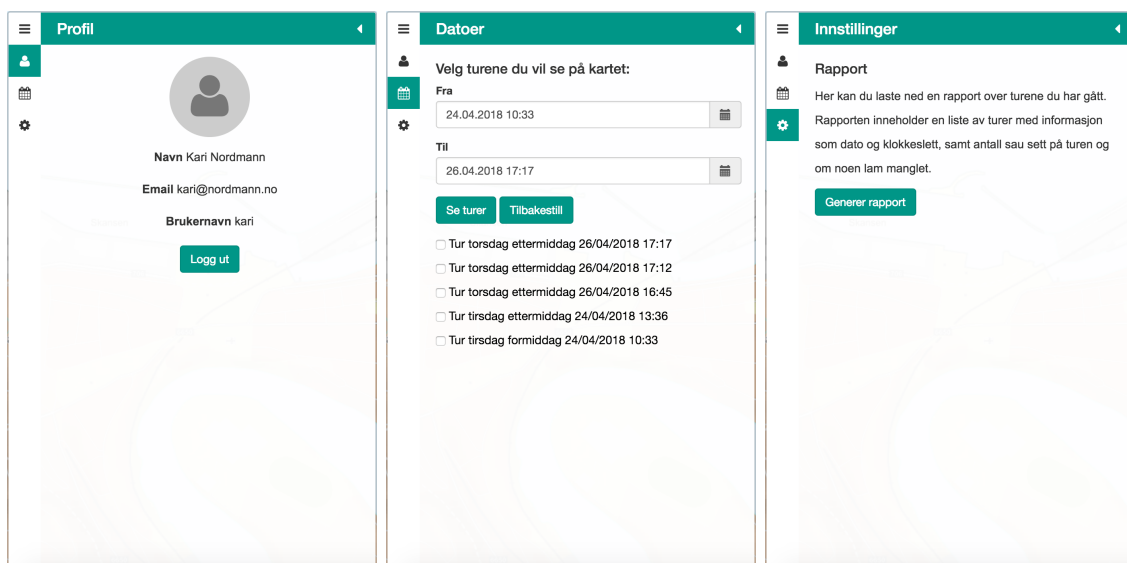 Profil
Navn Kari Nordmann
Email kari@nordmann.no
Brukernavn kari
Logg ut
Datoer
Velg turene du vil se på kartet:
Fra
24.04.2018 10:33
Til
26.04.2018 17:17
Se turer Tilbakestill
Tur torsdag ettermiddag 26/04/2018 17:17
Tur torsdag ettermiddag 26/04/2018 17:12
Tur torsdag ettermiddag 26/04/2018 16:45
Tur tirsdag ettermiddag 24/04/2018 13:36
Tur tirsdag formiddag 24/04/2018 10:33
Innstillinger
Rapport
Her kan du laste ned en rapport over turene du har gått.
Rapporten inneholder en liste av turer med informasjon
som dato og klokkeslett, samt antall sau sett på turen og
om noen lam manglet.
Generer rapport